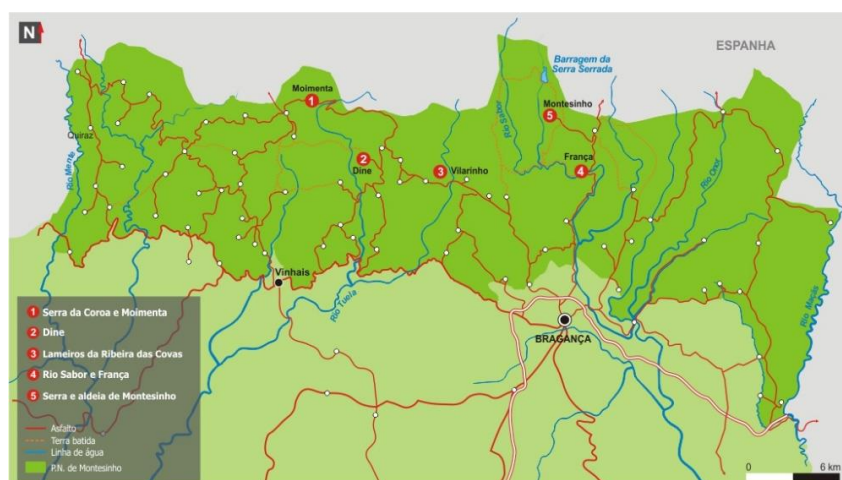 N
ESPANHA
Barragem da
Serra Serrada
Moimenta
1
Rio Sabor
Montesinho
5
Quiraz
Rio Mente
2
Dine
3
Vilarinho
França
4
Rio Onor
Vinhais
Rio Tuela
Rio Maçãs
BRAGANÇA
1 Serra da Coroa e Moimenta
2 Dine
3 Lameiros da Ribeira das Covas
4 Rio Sabor e França
5 Serra e aldeia de Montesinho
Asfalto
Terra batida
Linha de água
P.N. de Montesinho
0 6 km